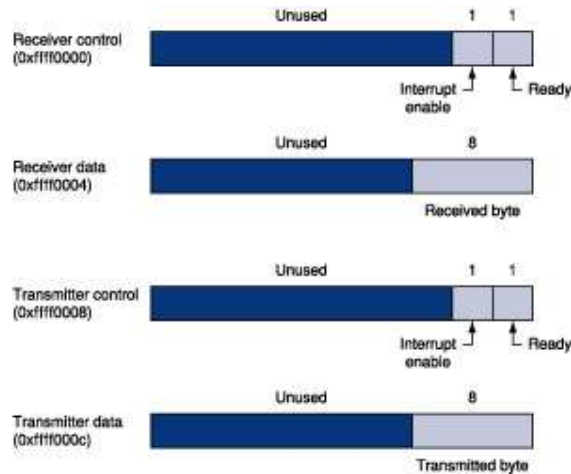 Unused 1 1
Receiver control
(0xffff0000)
Interrupt
enable
Ready
Unused 8
Receiver data
(0xffff0004)
Received byte
Unused 1 1
Transmitter control
(0xffff0008)
Interrupt
enable
Ready
Unused 8
Transmitter data
(0xffff000c)
Transmitted byte